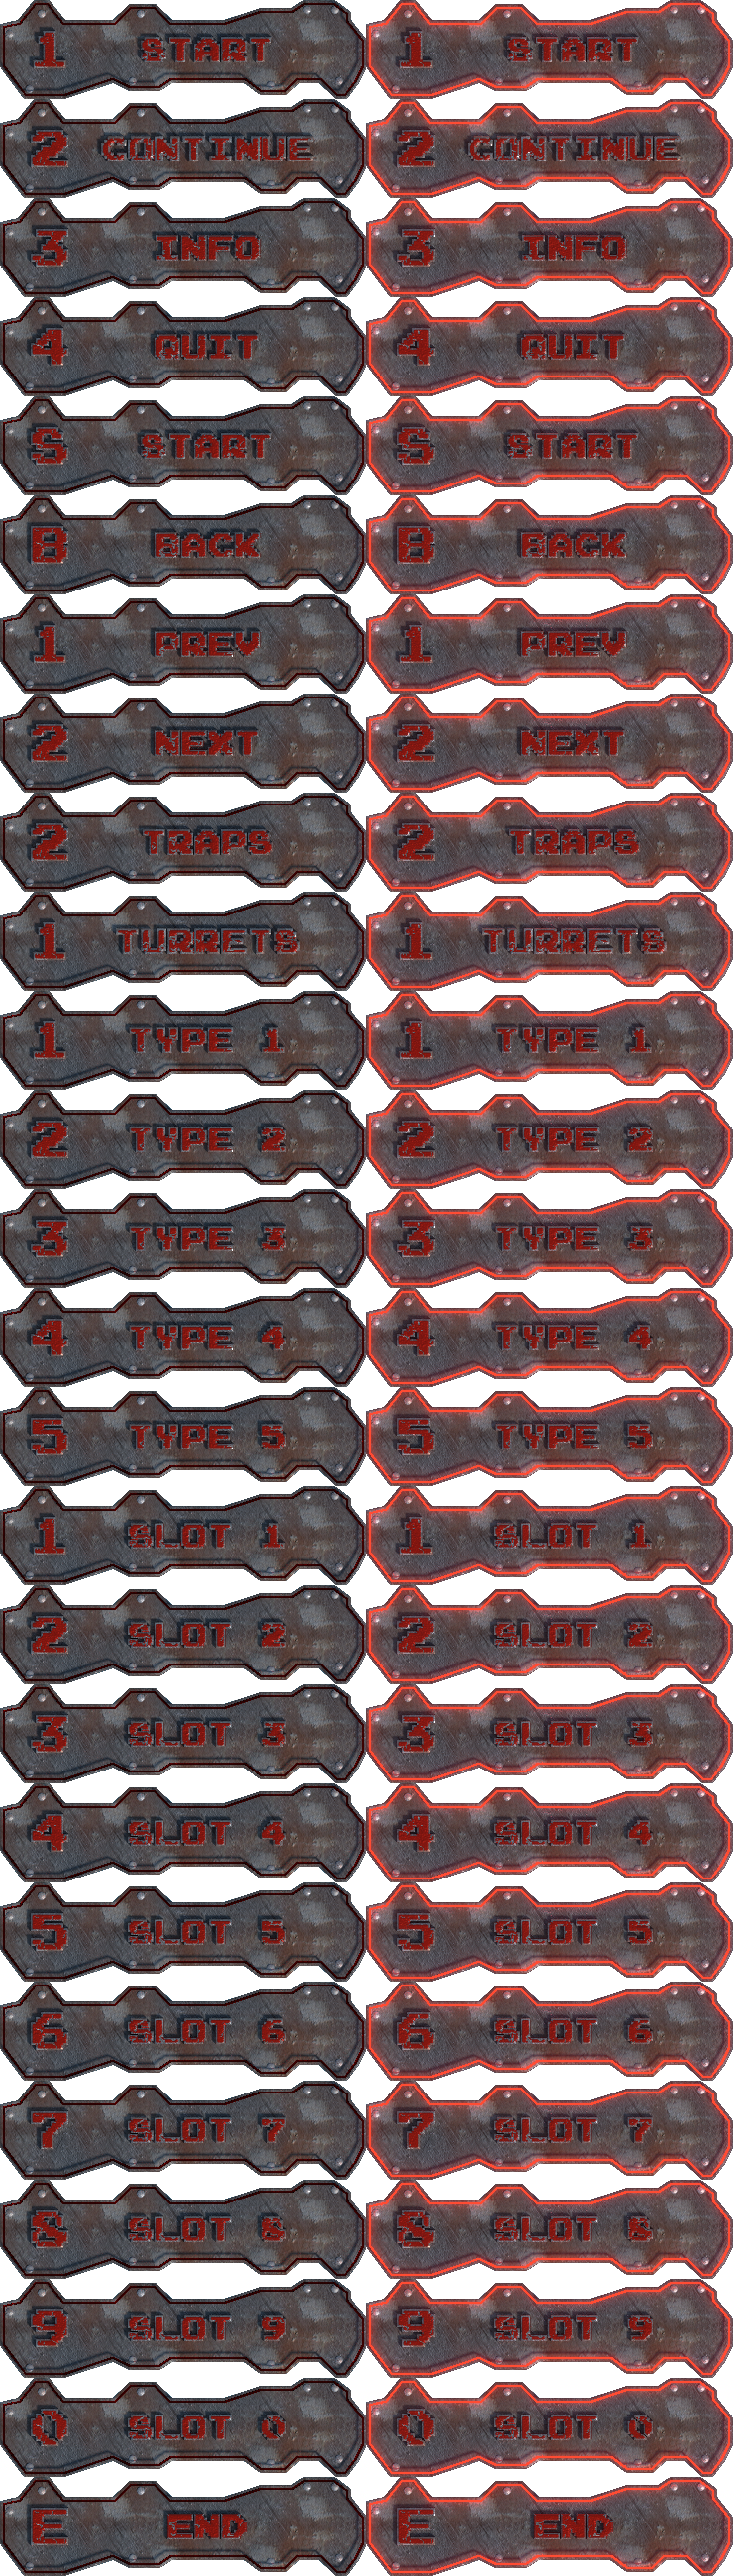 1 START 1 START
2 CONTINUE 2 CONTINUE
3 INFO 3 INFO
4 QUIT 4 QUIT
S START S START
B BACK B BACK
1 PREV 1 PREV
2 NEXT 2 NEXT
2 TRAPS 2 TRAPS
1 TURRETS 1 TURRETS
1 TYPE 1 1 TYPE 1
2 TYPE 2 2 TYPE 2
3 TYPE 3 3 TYPE 3
4 TYPE 4 4 TYPE 4
5 TYPE 5 5 TYPE 5
1 SLOT 1 1 SLOT 1
2 SLOT 2 2 SLOT 2
3 SLOT 3 3 SLOT 3
4 SLOT 4 4 SLOT 4
5 SLOT 5 5 SLOT 5
6 SLOT 6 6 SLOT 6
7 SLOT 7 7 SLOT 7
8 SLOT 8 8 SLOT 8
9 SLOT 9 9 SLOT 9
0 SLOT 0 0 SLOT 0
E END E END